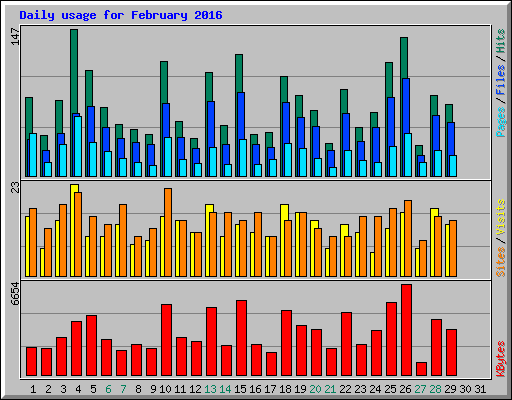 Daily usage for February 2016
147
Pages / Files / Hits
23
Sites / Visits
6654
KBytes
1 2 3 4 5 6 7 8 9 10 11 12 13 14 15 16 17 18 19 20 21 22 23 24 25 26 27 28 29 30 31